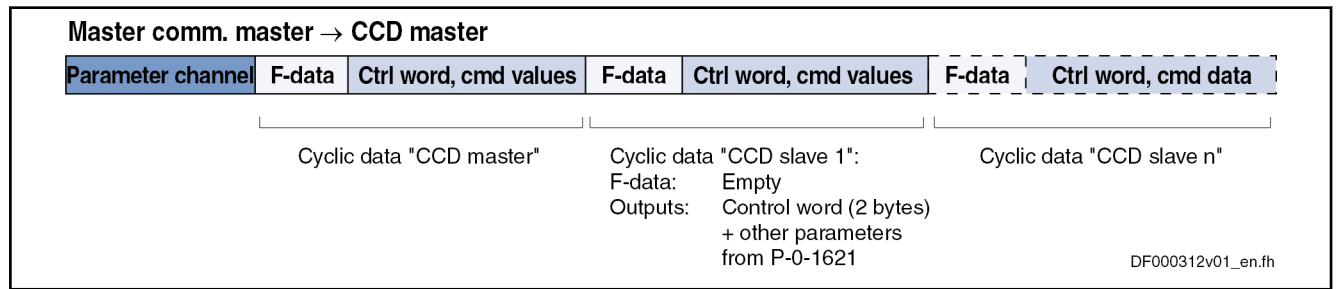 Master comm. master → CCD master
Parameter channel F-data Ctrl word, cmd values F-data Ctrl word, cmd values F-data Ctrl word, cmd data
Cyclic data "CCD master"
Cyclic data "CCD slave 1":
F-data: Empty
Outputs: Control word (2 bytes)
+ other parameters
from P-0-1621
Cyclic data "CCD slave n"
DF000312v01_en.fh